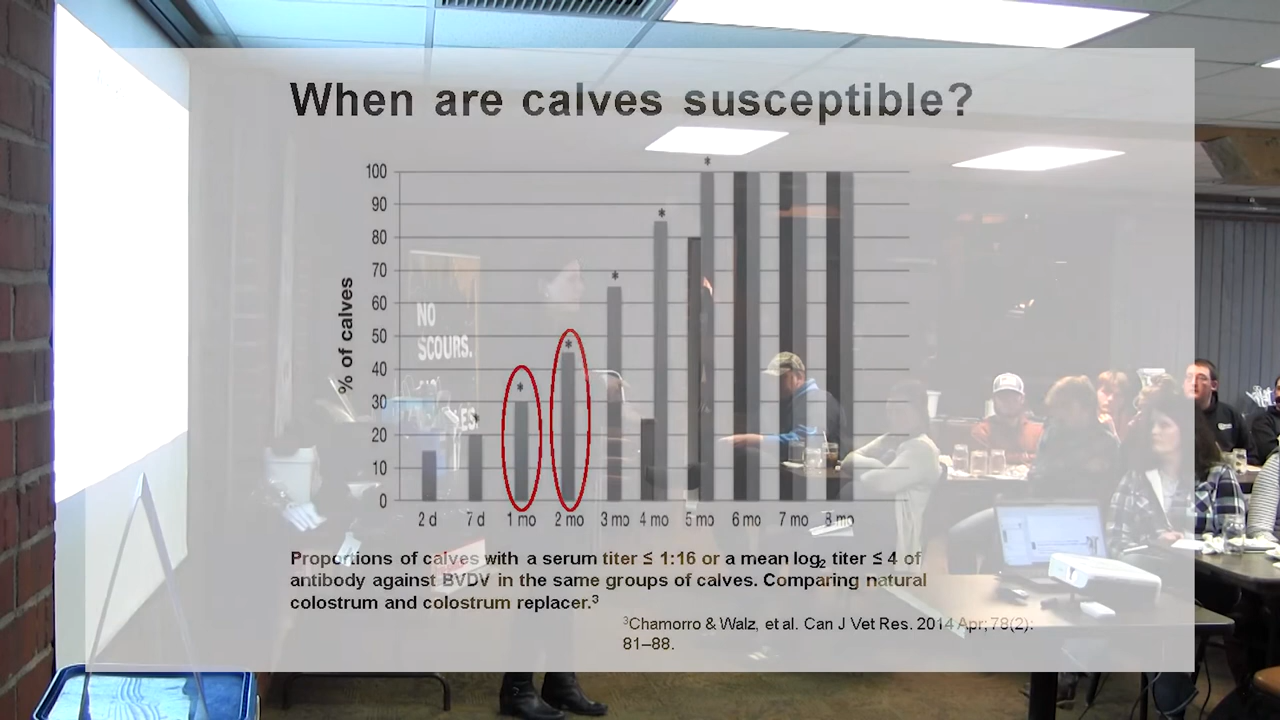 When are calves susceptible?
*
100
90
*
80
*
70
60
NO
50
SCOURS.
*
40
*
30
*
20
10
0
% of calves
2 d 7 d 1 mo 2 mo 3 mo 4 mo 5 mo 6 mo 7 mo 8 mo
Proportions of calves with a serum titer ≤ 1:16 or a mean log2 titer ≤ 4 of
antibody against BVDV in the same groups of calves. Comparing natural
colostrum and colostrum replacer.3
3Chamorro & Walz, et al. Can J Vet Res. 2014 Apr; 78(2):
81–88.